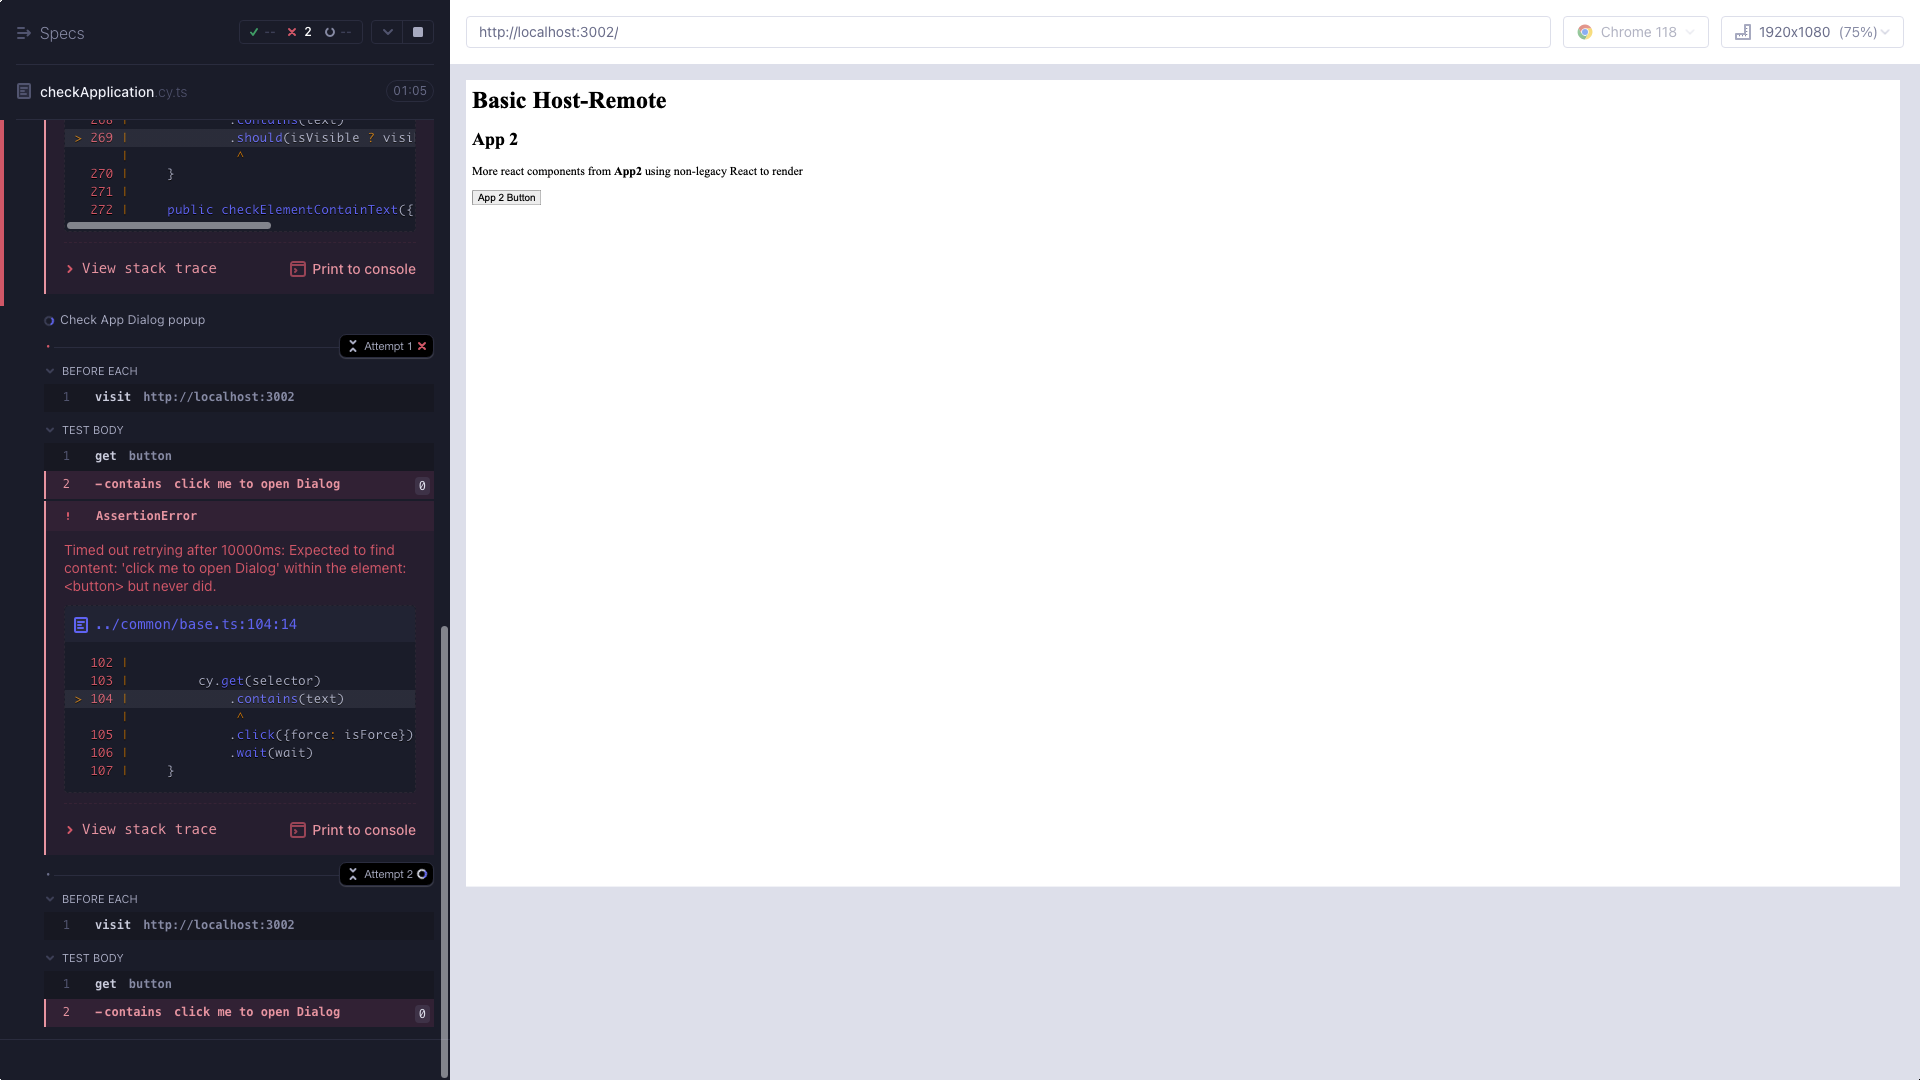 Specs
-- 2 --
checkApplication.cy.ts 01:05
268 | .contains(text)
> 269 | .should(isVisible ? visi
| ^
270 | }
271 |
272 | public checkElementContainText({
View stack trace
Print to console
Check App Dialog popup
Attempt 1
BEFORE EACH
1 visit http://localhost:3002
TEST BODY
1 get button
2 -contains click me to open Dialog 0
! AssertionError
Timed out retrying after 10000ms: Expected to find
content: 'click me to open Dialog' within the element:
<button> but never did.
../common/base.ts:104:14
102 |
103 | cy.get(selector)
> 104 | .contains(text)
| ^
105 | .click({force: isForce})
106 | .wait(wait)
107 | }
View stack trace
Print to console
Attempt 2
BEFORE EACH
1 visit http://localhost:3002
TEST BODY
1 get button
2 -contains click me to open Dialog 0
http://localhost:3002/
Chrome 118
1920x1080 (75%)
Basic Host-Remote
App 2
More react components from App2 using non-legacy React to render
App 2 Button